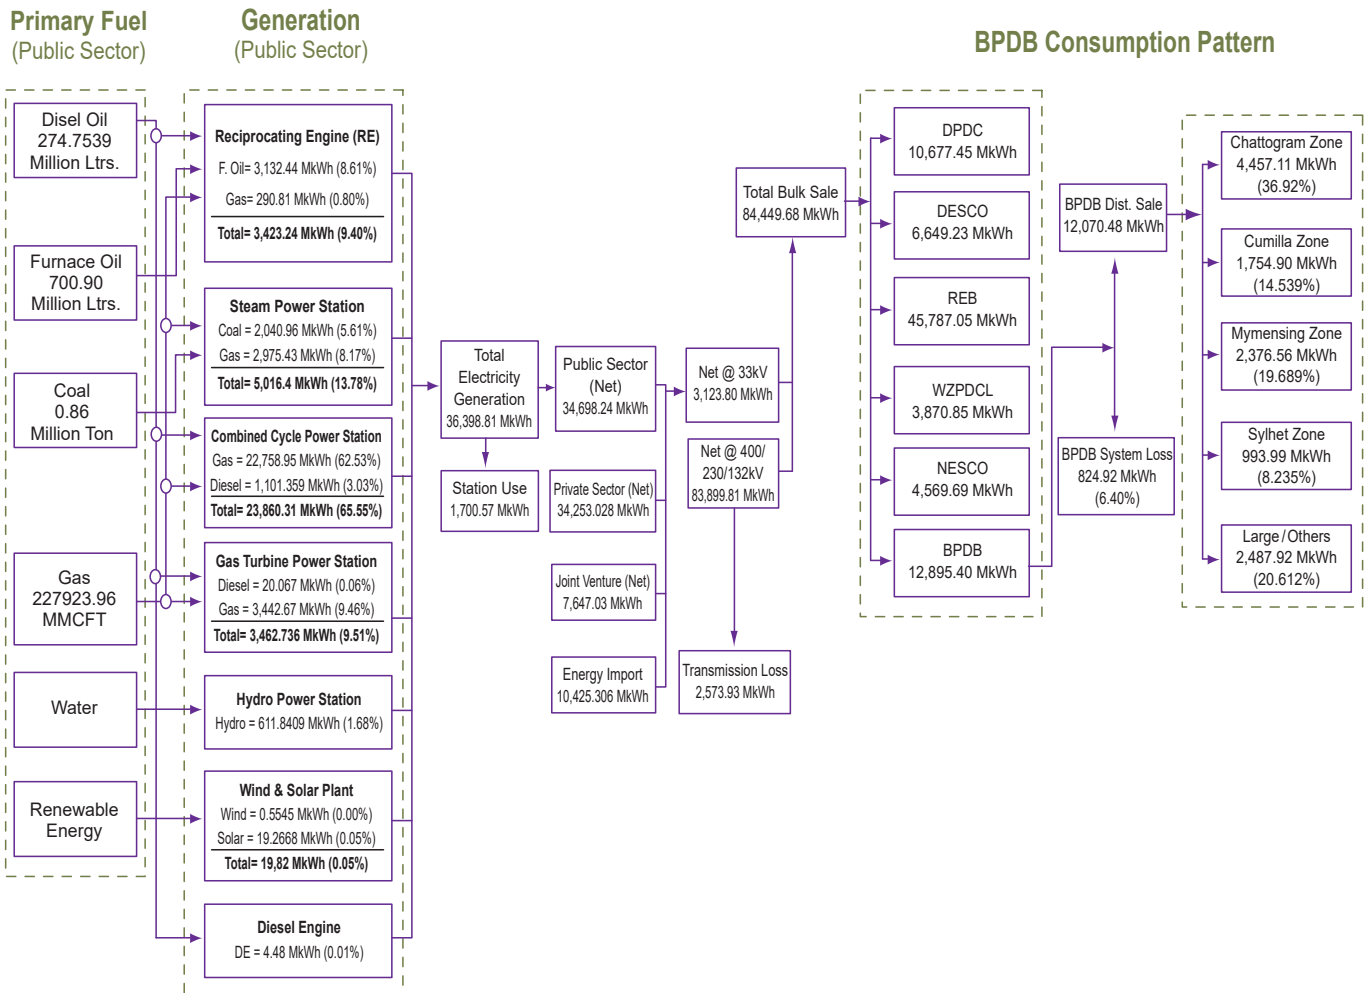 Primary Fuel
(Public Sector)
Disel Oil
274.7539
Million Ltrs.
Furnace Oil
700.90
Million Ltrs.
Coal
0.86
Million Ton
Gas
227923.96
MMCFT
Water
Renewable
Energy
Generation
(Public Sector)
Reciprocating Engine (RE)
F. Oil= 3,132.44 MkWh (8.61%)
Gas= 290.81 MkWh (0.80%)
Total= 3,423.24 MkWh (9.40%)
Steam Power Station
Coal = 2,040.96 MkWh (5.61%)
Gas = 2,975.43 MkWh (8.17%)
Total= 5,016.4 MkWh (13.78%)
Combined Cycle Power Station
Gas = 22,758.95 MkWh (62.53%)
Diesel = 1,101.359 MkWh (3.03%)
Total= 23,860.31 MkWh (65.55%)
Gas Turbine Power Station
Diesel = 20.067 MkWh (0.06%)
Gas = 3,442.67 MkWh (9.46%)
Total= 3,462.736 MkWh (9.51%)
Hydro Power Station
Hydro = 611.8409 MkWh (1.68%)
Wind & Solar Plant
Wind = 0.5545 MkWh (0.00%)
Solar = 19.2668 MkWh (0.05%)
Total= 19,82 MkWh (0.05%)
Diesel Engine
DE = 4.48 MkWh (0.01%)
Total
Electricity
Generation
36,398.81 MkWh
Station Use
1,700.57 MkWh
Public Sector
(Net)
34,698.24 MkWh
Private Sector (Net)
34,253.028 MkWh
Joint Venture (Net)
7,647.03 MkWh
Energy Import
10,425.306 MkWh
Net @ 33kV
3,123.80 MkWh
Net @ 400/
230/132kV
83,899.81 MkWh
Transmission Loss
2,573.93 MkWh
Total Bulk Sale
84,449.68 MkWh
BPDB Consumption Pattern
DPDC
10,677.45 MkWh
DESCO
6,649.23 MkWh
REB
45,787.05 MkWh
WZPDCL
3,870.85 MkWh
NESCO
4,569.69 MkWh
BPDB
12,895.40 MkWh
BPDB Dist. Sale
12,070.48 MkWh
BPDB System Loss
824.92 MkWh
(6.40%)
Chattogram Zone
4,457.11 MkWh
(36.92%)
Cumilla Zone
1,754.90 MkWh
(14.539%)
Mymensing Zone
2,376.56 MkWh
(19.689%)
Sylhet Zone
993.99 MkWh
(8.235%)
Large/Others
2,487.92 MkWh
(20.612%)